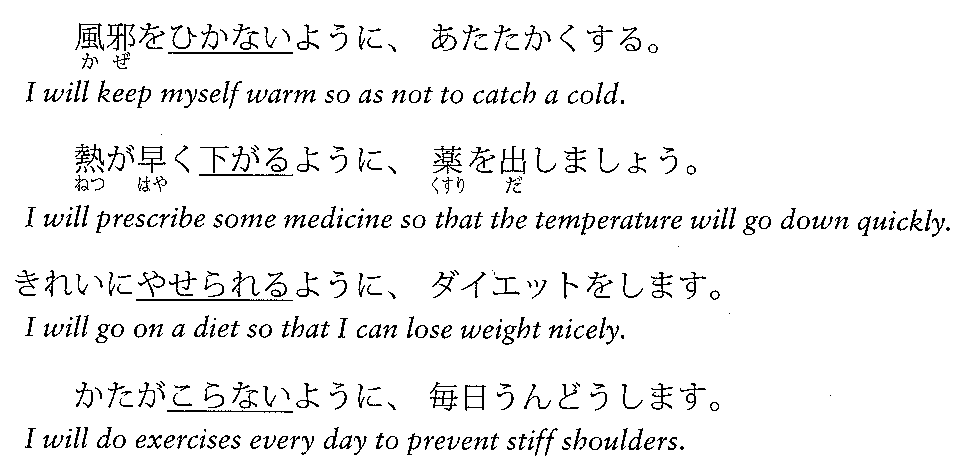 風邪をひかないように、 あたたかくする。
か ぜ
I will keep myself warm so as not to catch a cold.
熱が早く下がるように、 薬を出しましょう。
ねつ はや くすり だ
I will prescribe some medicine so that the temperature will go down quickly.
きれいにやせられるように、 ダイエットをします。
I will go on a diet so that I can lose weight nicely.
かたがこらないように、 毎日うんどうします。
I will do exercises every day to prevent stiff shoulders.